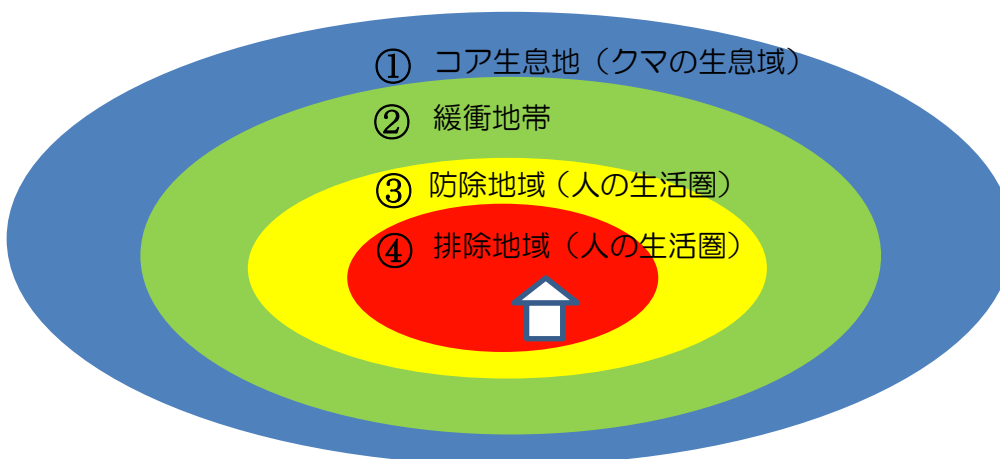 ① コア生息地（クマの生息域）
② 緩衝地帯
③ 防除地域（人の生活圏）
④ 排除地域（人の生活圏）